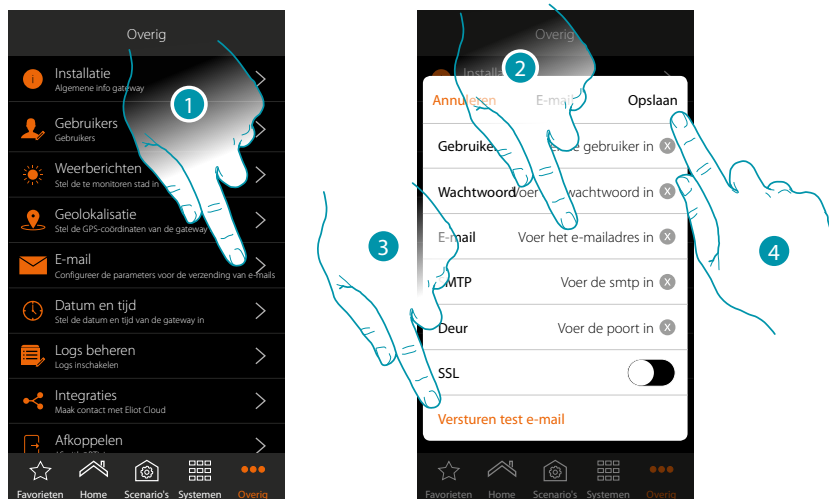 Overig
Installatie
Algemene info gateway
Gebruikers
Gebruikers
Weerberichten
Stel de te monitoren stad in
Geolokalisatie
Stel de GPS-coördinaten van de gateway
E-mail
Configureer de parameters voor de verzending van e-mails
Datum en tijd
Stel de datum en tijd van de gateway in
Logs beheren
Logs inschakelen
Integraties
Maak contact met Eliot Cloud
Afkoppelen
Favorieten Home Scenario's Systemen Overig
1
Overig
Annuleren E-mail Opslaan
gebruiker in
Wachtwoord wachtwoord in
E-mail Voer het e-mailadres in
Voer de smtp in
Deur Voer de poort in
SSL
Versturen test e-mail
Favorieten Home Scenario's Systemen Overig
2
3
4